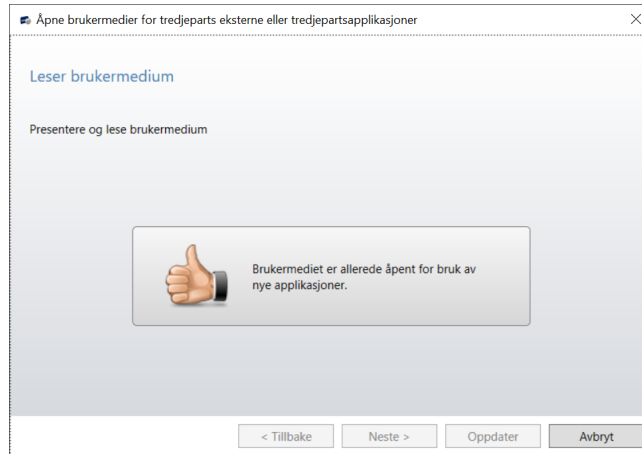 Åpne brukermedier for tredjeparts eksterne eller tredjepartsapplikasjoner
Leser brukermedium
Presentere og lese brukermedium
Brukermediet er allerede åpent for bruk av
nye applikasjoner.
< Tillbake
Neste >
Oppdater
Avbryt